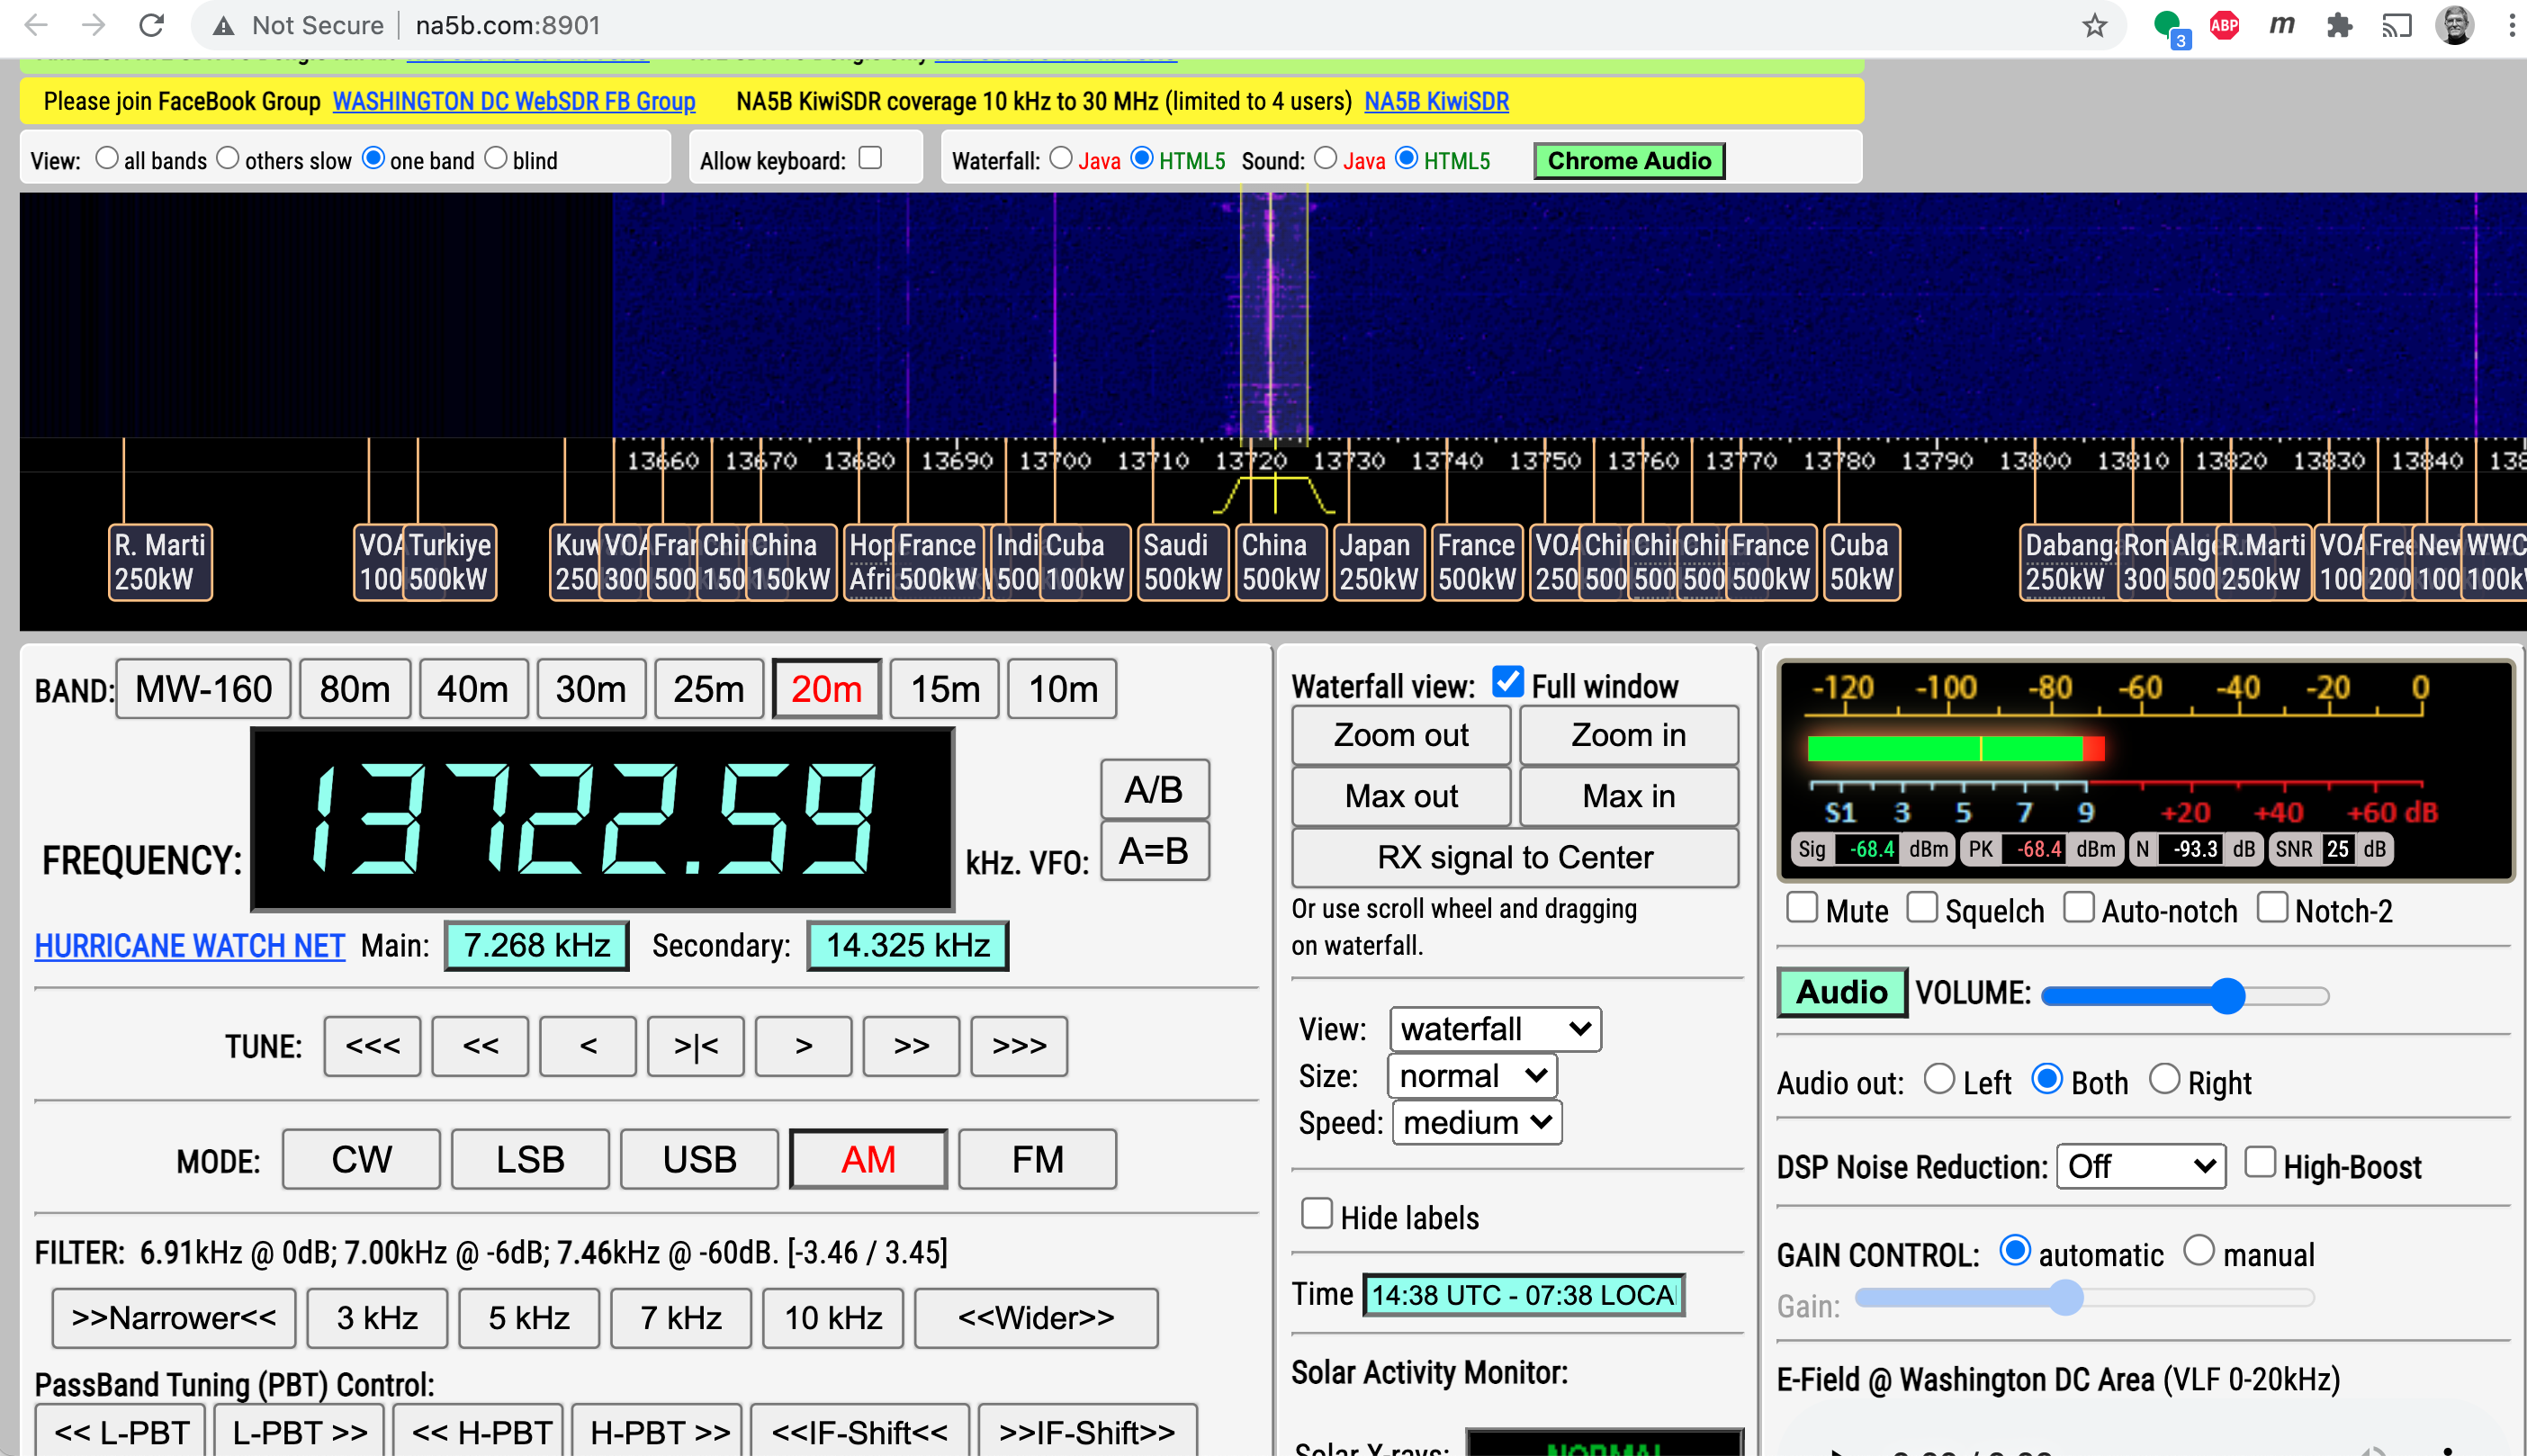 Not Secure | na5b.com:8901
3
ABP
m
Please join FaceBook Group WASHINGTON DC WebSDR FB Group NA5B KiwiSDR coverage 10 kHz to 30 MHz (limited to 4 users) NA5B KiwiSDR
View: all bands others slow one band blind
Allow keyboard:
Waterfall: Java HTML5 Sound: Java HTML5 Chrome Audio
13660 13670 13680 13690 13700 13710 13720 13730 13740 13750 13760 13770 13780 13790 13800 13810 13820 13830 13840 138
R. Marti VOA Turkiye Kuw VOA Fran Chin China Hop France Indi Cuba Saudi China Japan France VOA Chin Chin Chin France Cuba Dabanga Rom Alge R.Marti VOA Free New WWC
250kW 100 500kW 250 300 500 150 150kW Afri 500kW 500 100kW 500kW 500kW 250kW 500kW 250 500 500 500 500kW 50kW 250kW 300 500 250kW 100 200 100 100k
BAND: MW-160 80m 40m 30m 25m 20m 15m 10m
FREQUENCY: 13722.59 kHz. VFO: A/B
A=B
HURRICANE WATCH NET Main: 7.268 kHz Secondary: 14.325 kHz
TUNE: <<< << < >|< > >> >>>
MODE: CW LSB USB AM FM
FILTER: 6.91kHz @ 0dB; 7.00kHz @ -6dB; 7.46kHz @ -60dB. [-3.46 / 3.45]
>>Narrower<< 3 kHz 5 kHz 7 kHz 10 kHz <<Wider>>
PassBand Tuning (PBT) Control:
<< L-PBT L-PBT >> << H-PBT H-PBT >> <<IF-Shift<< >>IF-Shift>>
Waterfall view: Full window
Zoom out Zoom in
Max out Max in
RX signal to Center
Or use scroll wheel and dragging
on waterfall.
View: waterfall
Size: normal
Speed: medium
Hide labels
Time 14:38 UTC - 07:38 LOCA
Solar Activity Monitor:
Solar X-rays: NORMAL
-120 -100 -80 -60 -40 -20 0
S1 3 5 7 9 +20 +40 +60 dB
Sig -68.4 dBm PK -68.4 dBm N -93.3 dB SNR 25 dB
Mute Squelch Auto-notch Notch-2
Audio VOLUME:
Audio out: Left Both Right
DSP Noise Reduction: Off High-Boost
GAIN CONTROL: automatic manual
Gain:
E-Field @ Washington DC Area (VLF 0-20kHz)